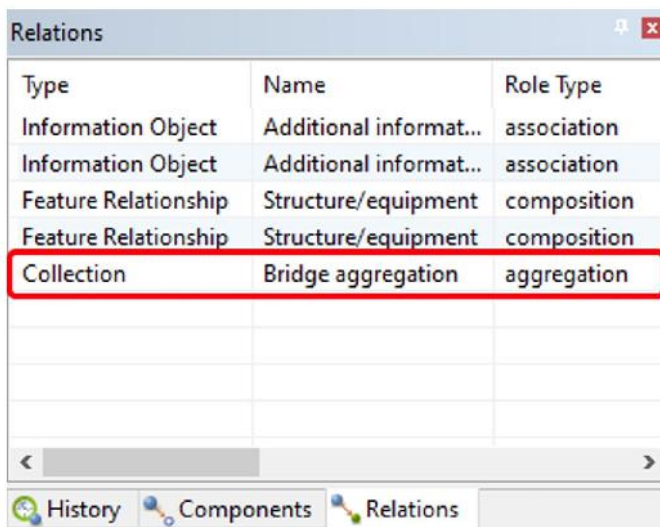 Relations
Type Name Role Type
Information Object Additional informat... association
Information Object Additional informat... association
Feature Relationship Structure/equipment composition
Feature Relationship Structure/equipment composition
Collection Bridge aggregation aggregation
History Components Relations